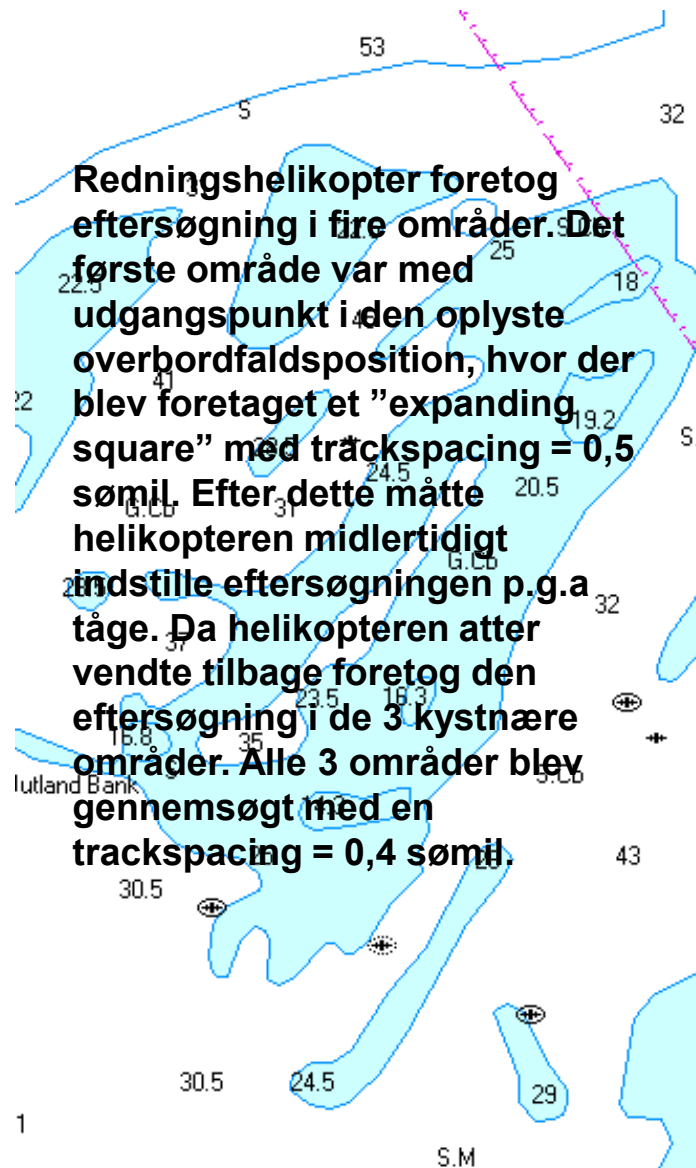 53
S
32
Redningshelikopter foretog
eftersøgning i fire områder. Det
første område var med
udgangspunkt i den oplyste
overbordfaldsposition, hvor der
blev foretaget et ”expanding
square” med trackspacing = 0,5
sømil. Efter dette måtte
helikopteren midlertidigt
indstille eftersøgningen p.g.a
tåge. Da helikopteren atter
vendte tilbage foretog den
eftersøgning i de 3 kystnære
områder. Alle 3 områder blev
gennemsøgt med en
trackspacing = 0,4 sømil.
25
18
22.5
41
22
19.2
S
24.5
20.5
G.Cb
31
G.Cb
32
37
23.5
16.3
16.8
35
S.Cb
Jutland Bank
43
30.5
30.5
24.5
29
1
S.M